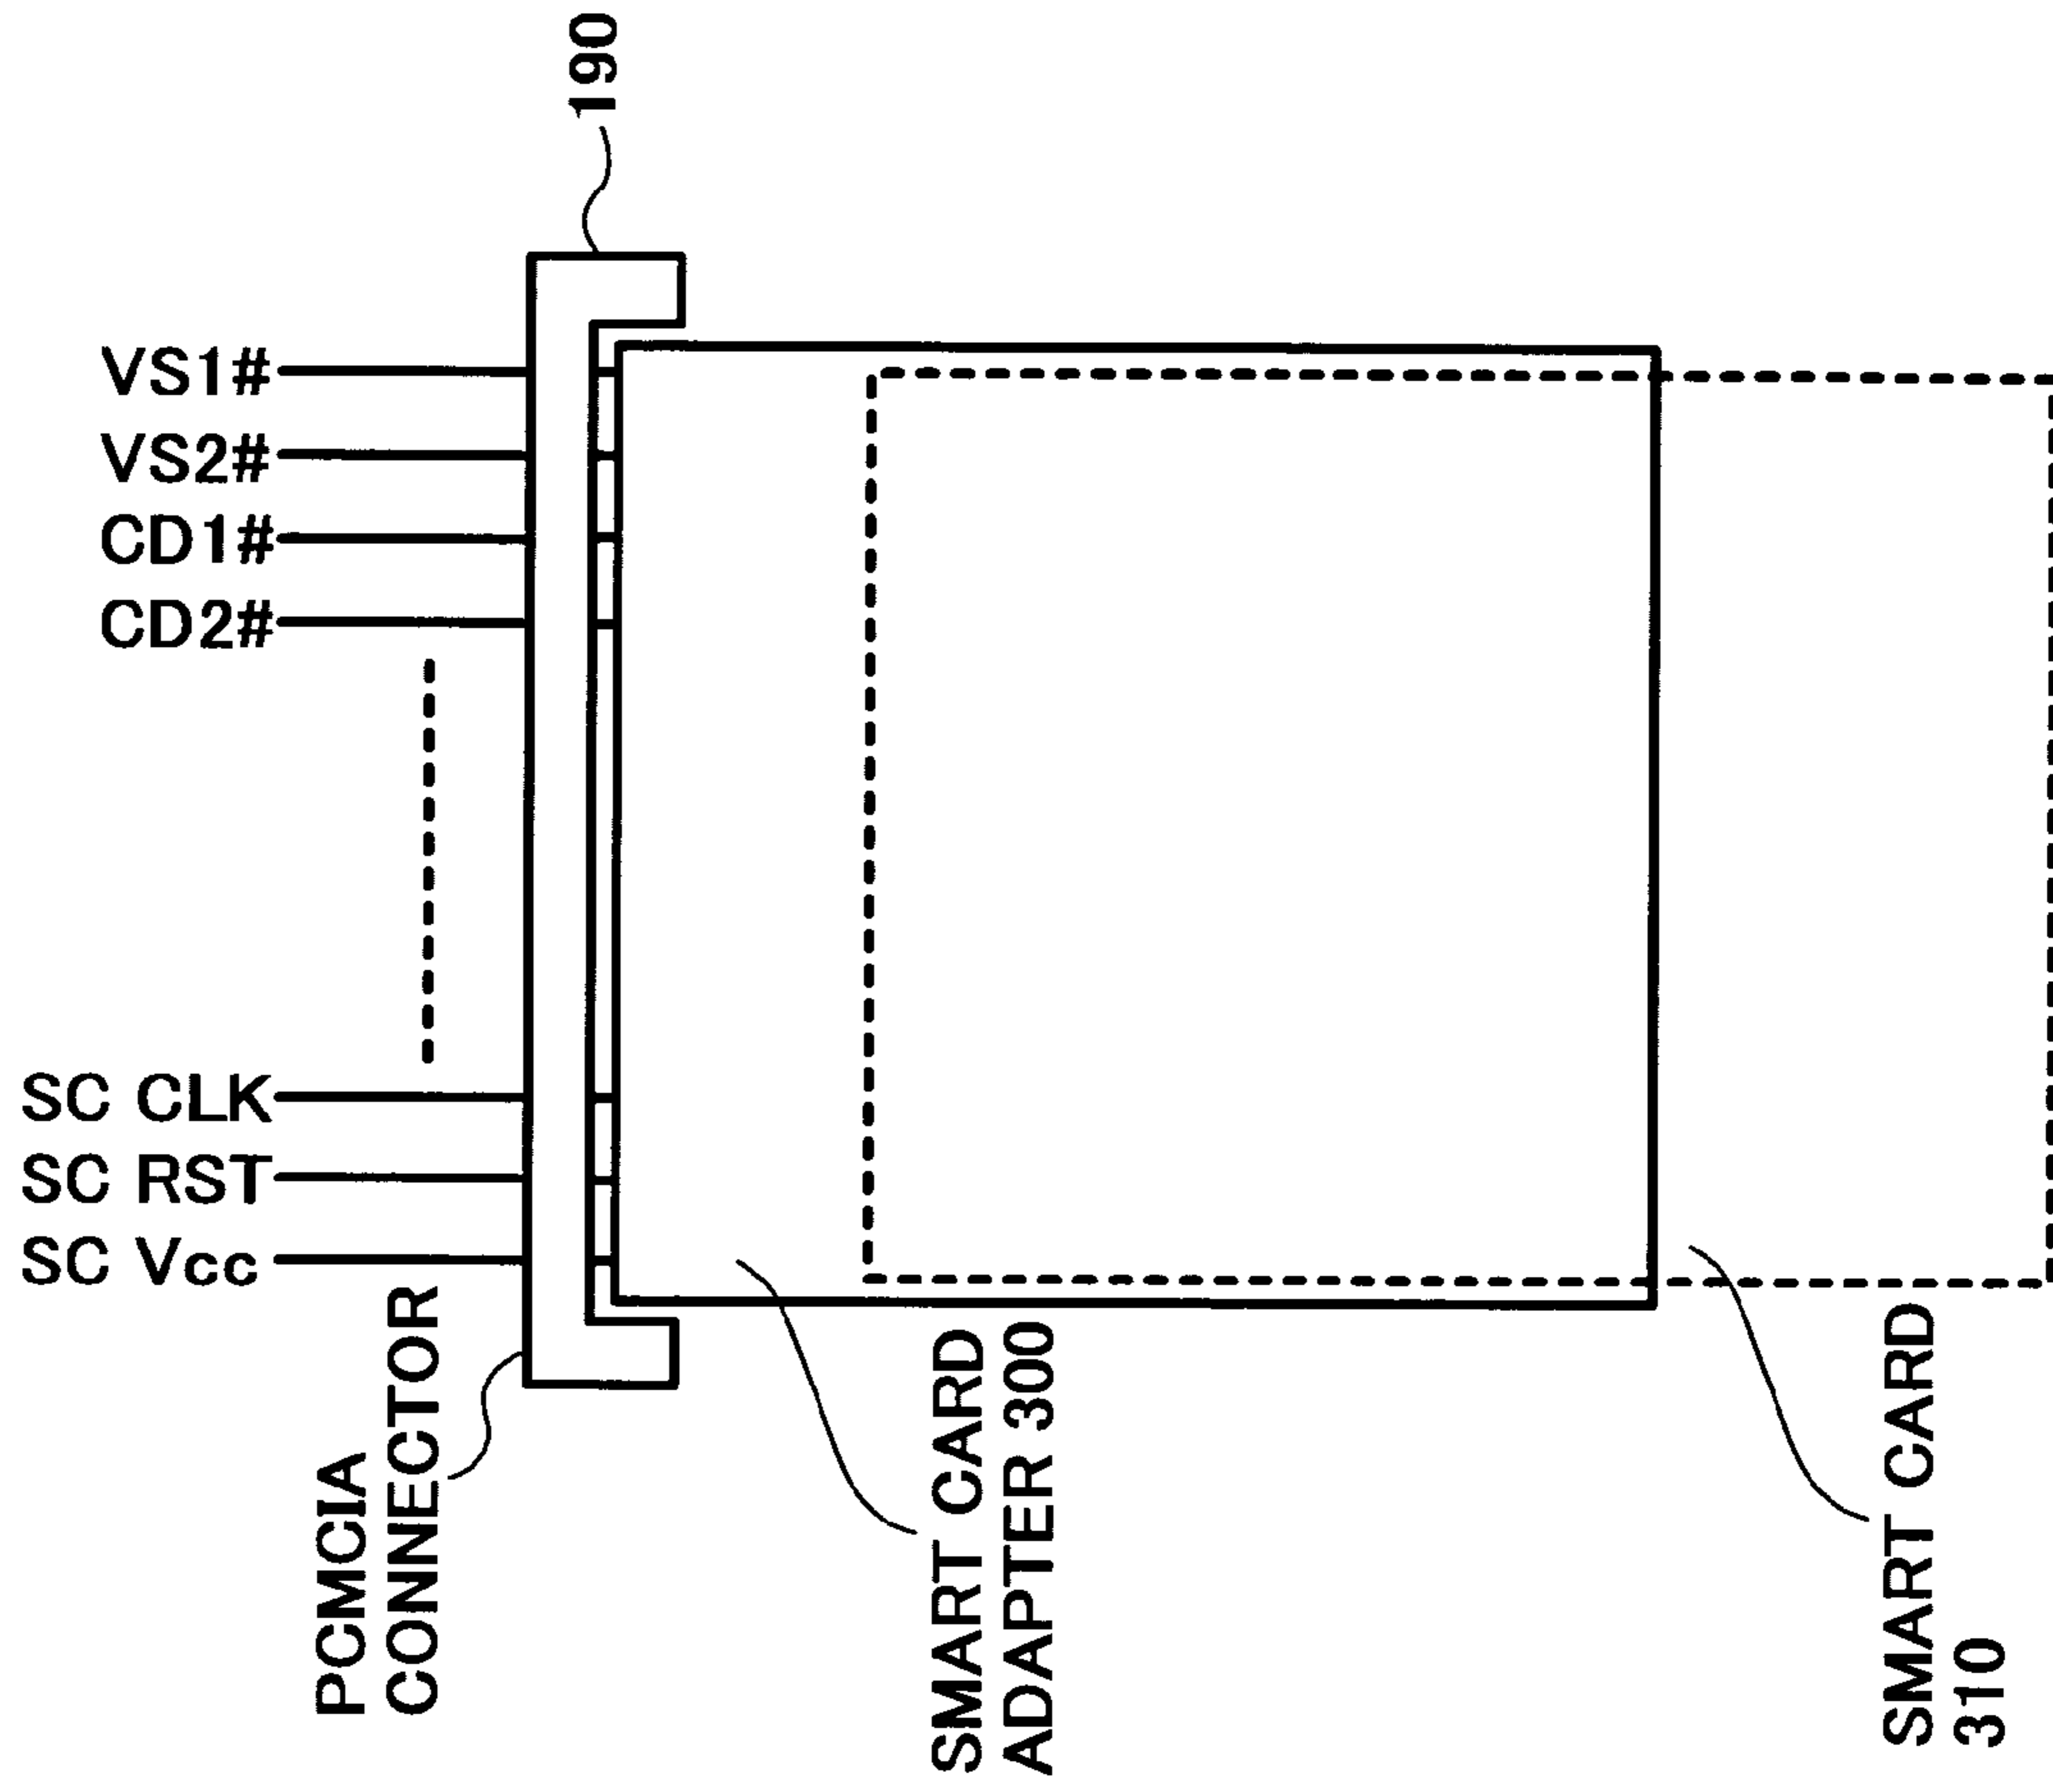 190
VS1#
VS2#
CD1#
CD2#
SC CLK
SC RST
SC Vcc
PCMCIA
CONNECTOR
SMART CARD
ADAPTER 300
SMART CARD
310